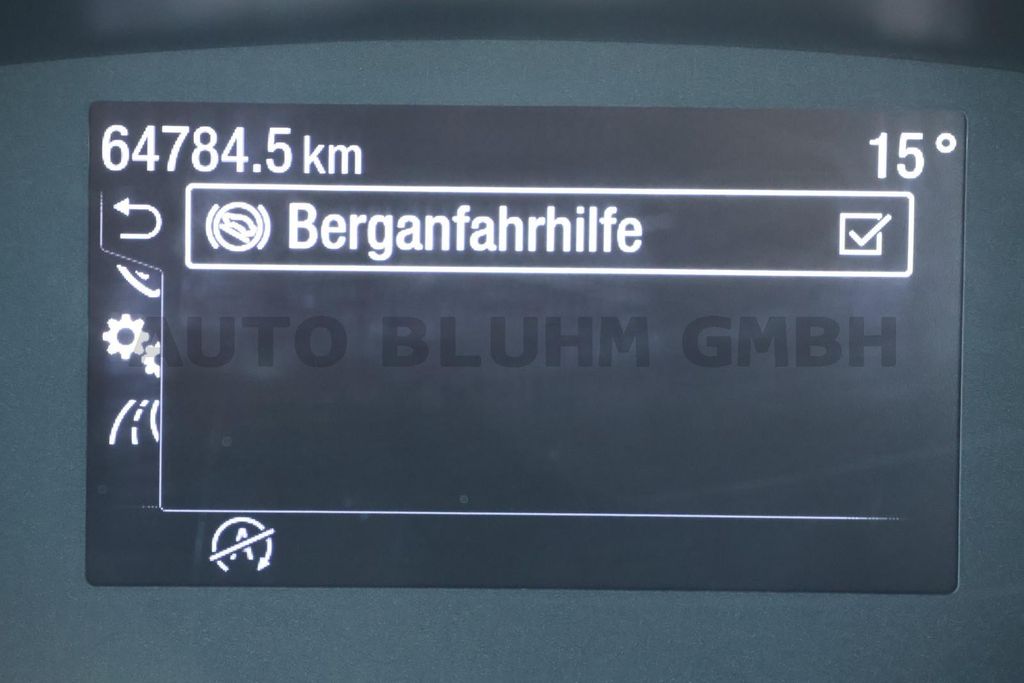 64784.5 km 15°
Berganfahrhilfe
AUTO BLUHM GMBH
A